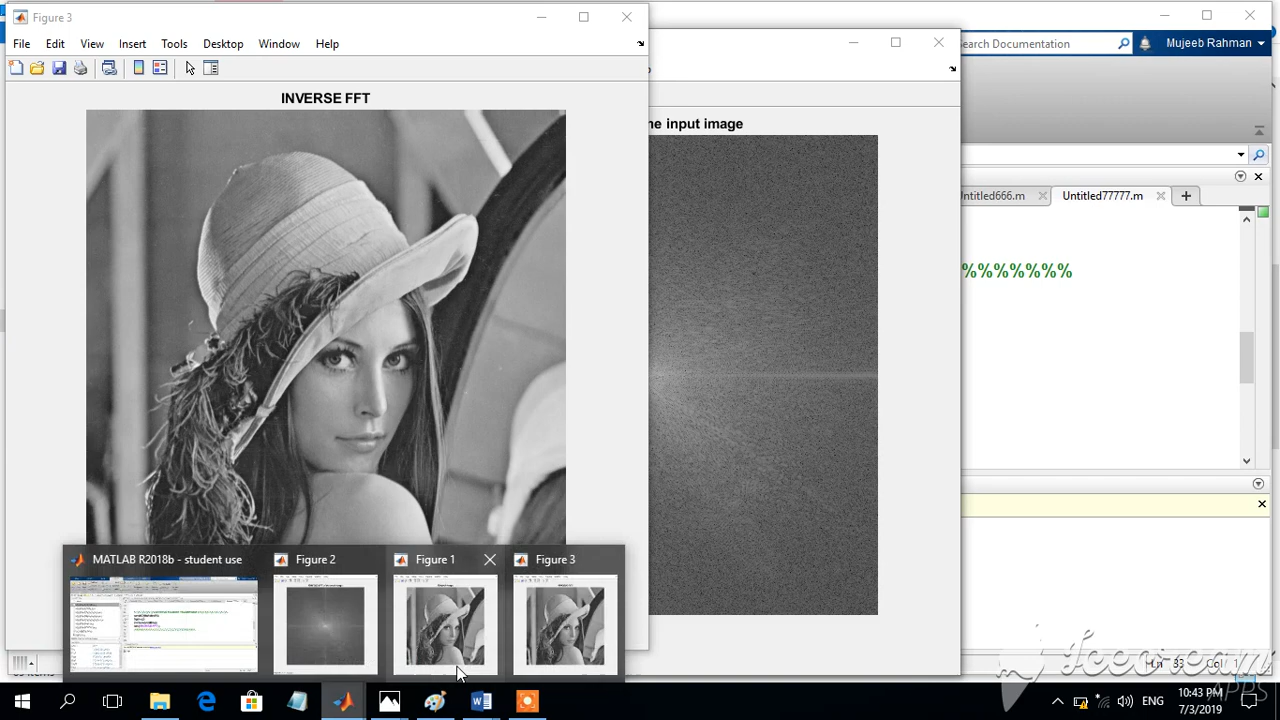 Figure 3
File Edit View Insert Tools Desktop Window Help
INVERSE FFT
he input image
Search Documentation
Mujeeb Rahman
Untitled666.m
Untitled77777.m
%%%%%%%
MATLAB R2018b - student use
Figure 2
Figure 1
Figure 3
Icecream
APPS
ENG
10:43 PM
7/3/2019